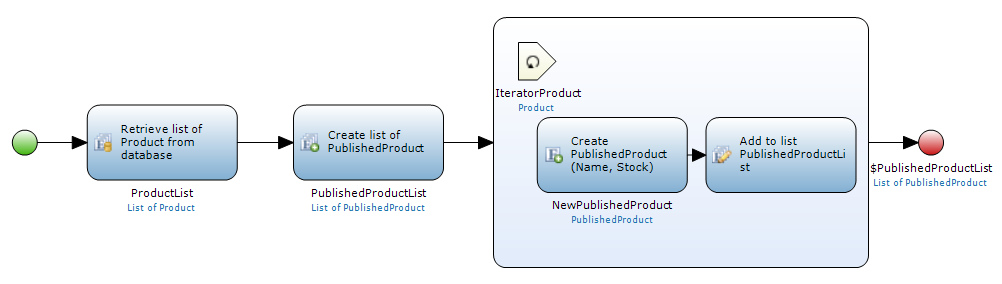 Retrieve list of
Product from
database
ProductList
List of Product
Create list of
PublishedProduct
PublishedProductList
List of PublishedProduct
IteratorProduct
Product
Create
PublishedProduct
(Name, Stock)
NewPublishedProduct
PublishedProduct
Add to list
PublishedProductLi
st
$PublishedProductList
List of PublishedProduct